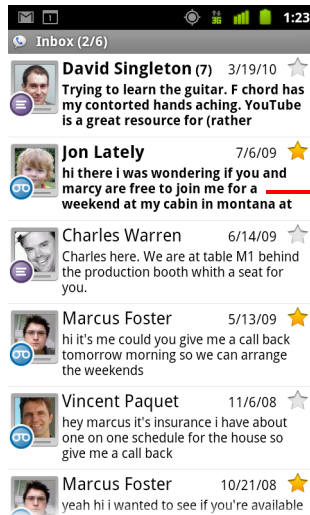 1:23
Inbox (2/6)
David Singleton (7) 3/19/10
Trying to learn the guitar. F chord has
my contorted hands aching. YouTube
is a great resource for (rather
Jon Lately 7/6/09
hi there i was wondering if you and
marcy are free to join me for a
weekend at my cabin in montana at
Charles Warren 6/14/09
Charles here. We are at table M1 behind
the production booth whith a seat for
you.
Marcus Foster 5/13/09
hi it's me could you give me a call back
tomorrow morning so we can arrange
the weekends
Vincent Paquet 11/6/08
hey marcus it's insurance i have about
one on one schedule for the house so
give me a call back
Marcus Foster 10/21/08
yeah hi i wanted to see if you're available